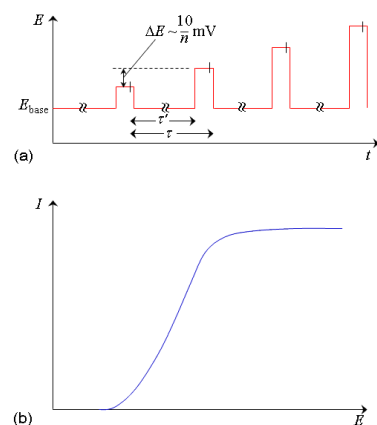 E
ΔE ~ 10/n mV
E_base
τ′
τ
(a)
t
I
(b)
E